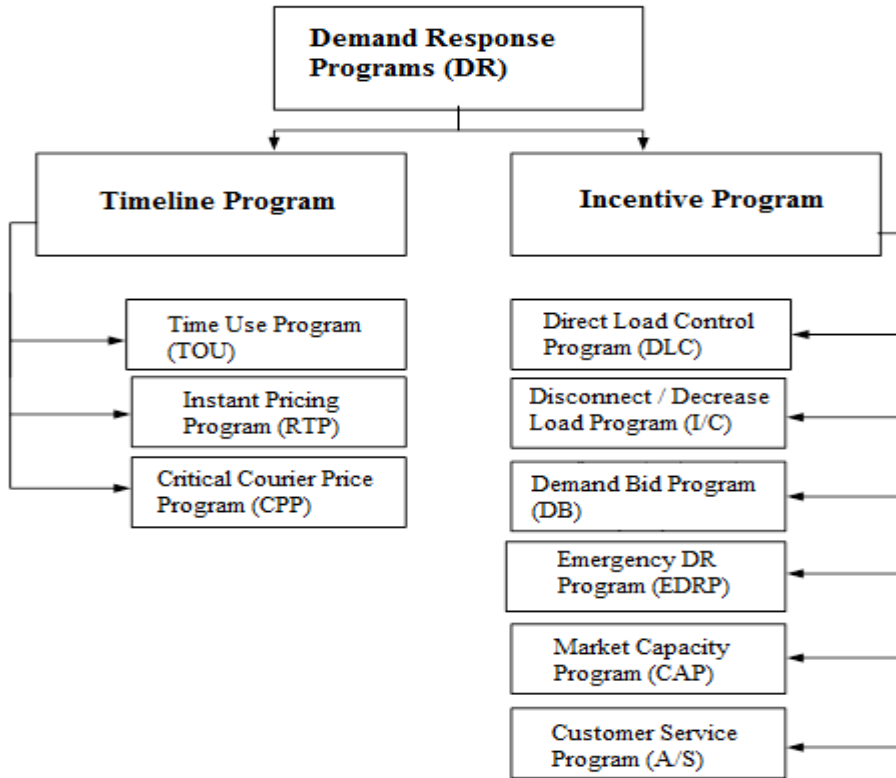 Demand Response
Programs (DR)
Timeline Program
Incentive Program
Time Use Program
(TOU)
Instant Pricing
Program (RTP)
Critical Courier Price
Program (CPP)
Direct Load Control
Program (DLC)
Disconnect / Decrease
Load Program (I/C)
Demand Bid Program
(DB)
Emergency DR
Program (EDRP)
Market Capacity
Program (CAP)
Customer Service
Program (A/S)